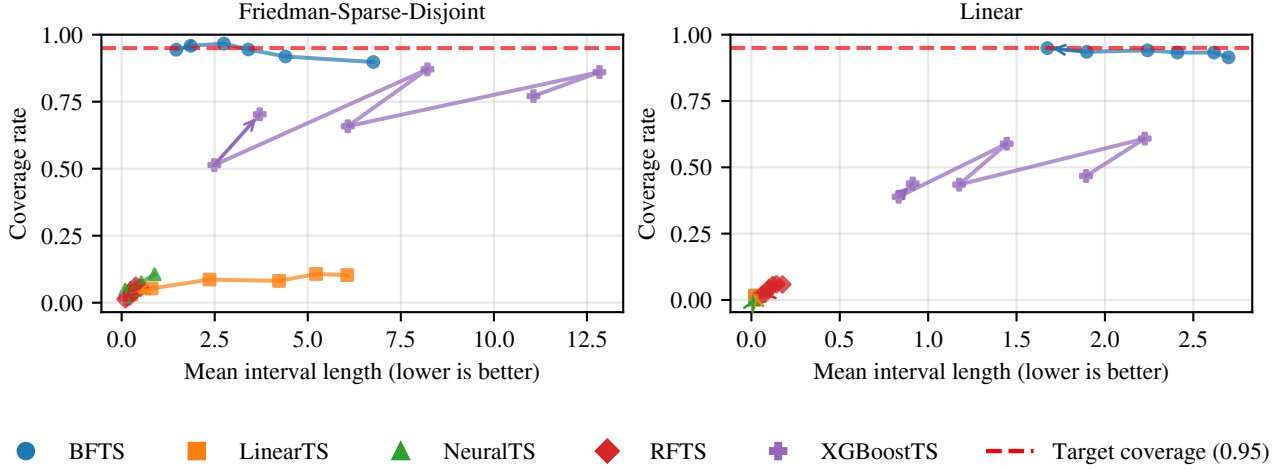 Friedman-Sparse-Disjoint
Coverage rate
1.00
0.75
0.50
0.25
0.00
0.0 2.5 5.0 7.5 10.0 12.5
Mean interval length (lower is better)
Linear
Coverage rate
1.00
0.75
0.50
0.25
0.00
0.0 0.5 1.0 1.5 2.0 2.5
Mean interval length (lower is better)
BFTS LinearTS NeuralTS RFTS XGBoostTS Target coverage (0.95)